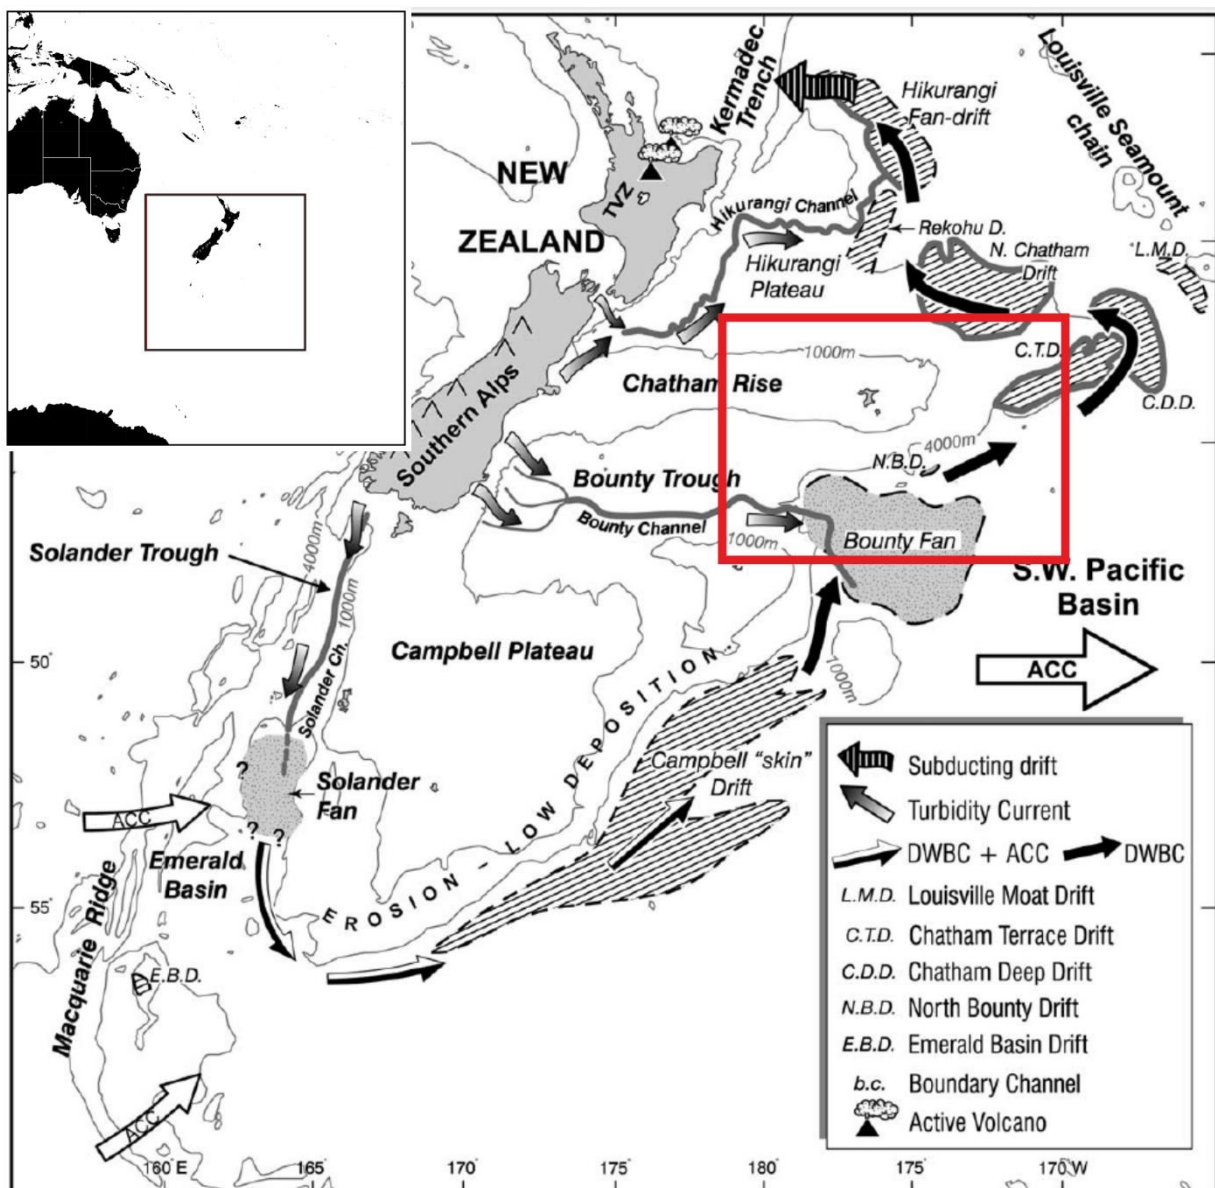 Kermadec
Trench
Louisville Seamount
chain
Hikurangi
Fan-drift
NEW
ZEALAND
TVZ
Hikurangi Channel
Rekohu D.
Hikurangi
Plateau
N. Chatham
Drift
L.M.D.
1000m
C.T.D.
Chatham Rise
C.D.D.
Southern Alps
4000m
N.B.D.
Bounty Trough
Bounty Channel
1000m
Bounty Fan
Solander Trough
4000m
1000m
S.W. Pacific
Basin
50°
Campbell Plateau
ACC
Solander Ch.
1000m
EROSION - LOW DEPOSITION
Campbell "skin"
Drift
?
Solander
Fan
ACC
? ?
Emerald
Basin
Macquarie Ridge
55°
E.B.D.
ACC
Subducting drift
Turbidity Current
DWBC + ACC DWBC
L.M.D. Louisville Moat Drift
C.T.D. Chatham Terrace Drift
C.D.D. Chatham Deep Drift
N.B.D. North Bounty Drift
E.B.D. Emerald Basin Drift
b.c. Boundary Channel
Active Volcano
160°E 165 170 175° 180 175° 170°W